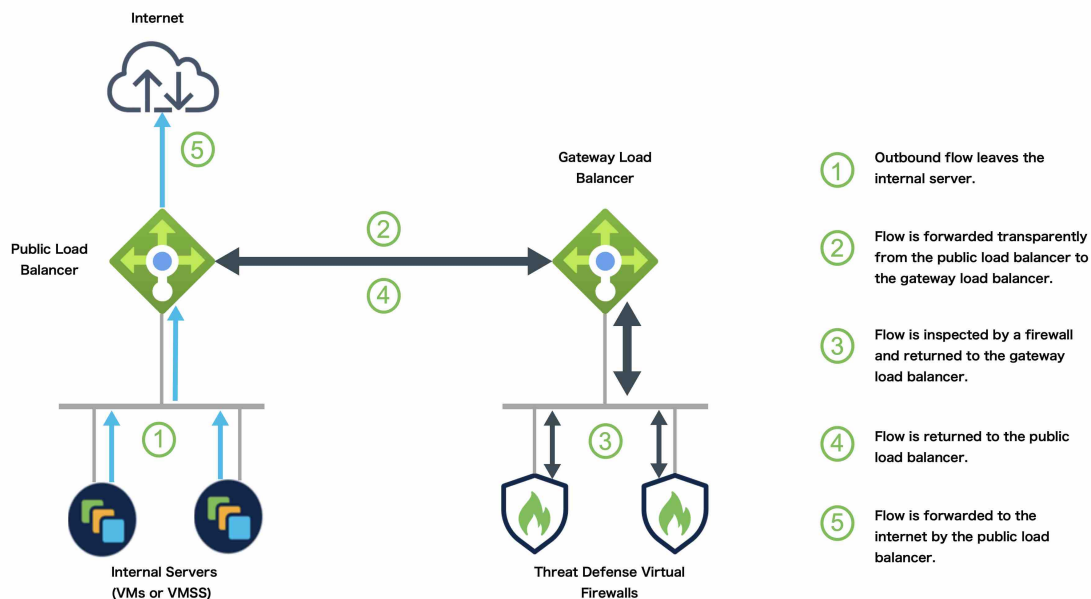 Internet
5
Gateway Load
Balancer
Public Load
Balancer
2
4
1
3
Internal Servers
(VMs or VMSS)
Threat Defense Virtual
Firewalls
1
Outbound flow leaves the
internal server.
2
Flow is forwarded transparently
from the public load balancer to
the gateway load balancer.
3
Flow is inspected by a firewall
and returned to the gateway
load balancer.
4
Flow is returned to the public
load balancer.
5
Flow is forwarded to the
internet by the public load
balancer.